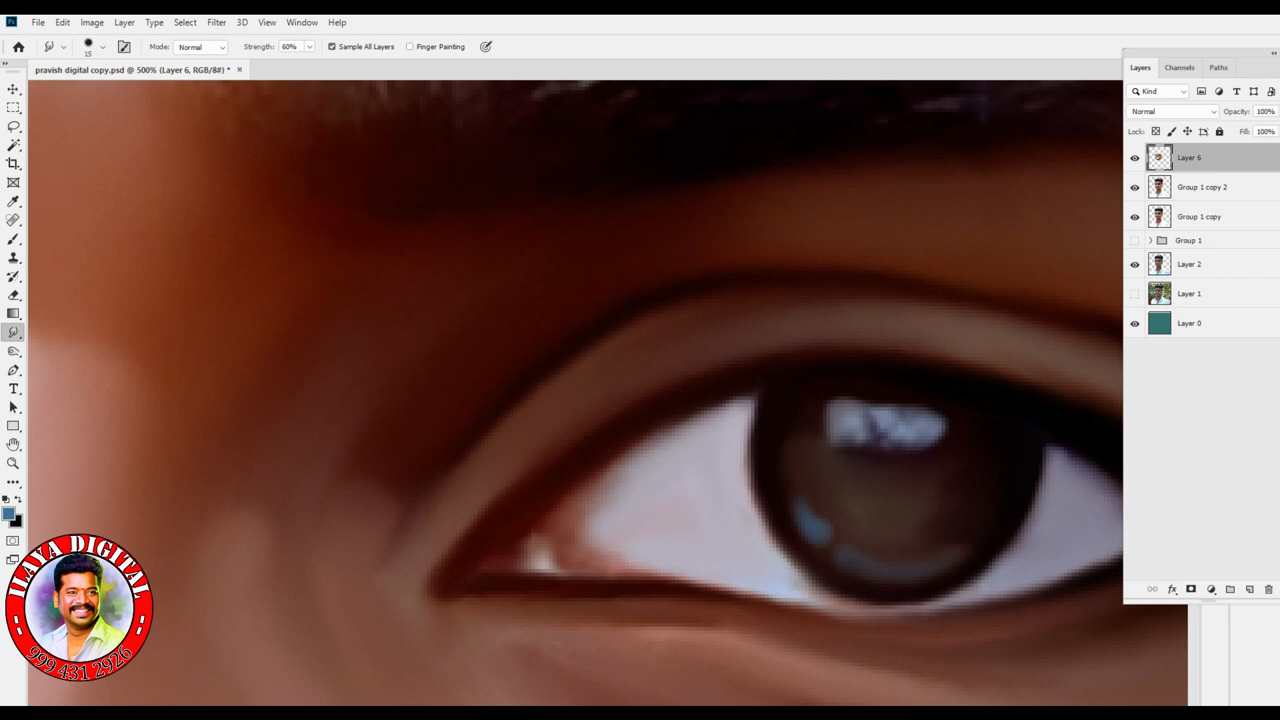 Ps File Edit Image Layer Type Select Filter 3D View Window Help
15 Mode: Normal Strength: 60% Sample All Layers Finger Painting
pravish digital copy.psd @ 500% (Layer 6, RGB/8#) * ×
Layers Channels Paths
Kind
Normal Opacity: 100%
Lock: Fill: 100%
Layer 6
Group 1 copy 2
Group 1 copy
Group 1
Layer 2
Layer 1
Layer 0
fx
ILAYA DIGITAL
999 431 2926